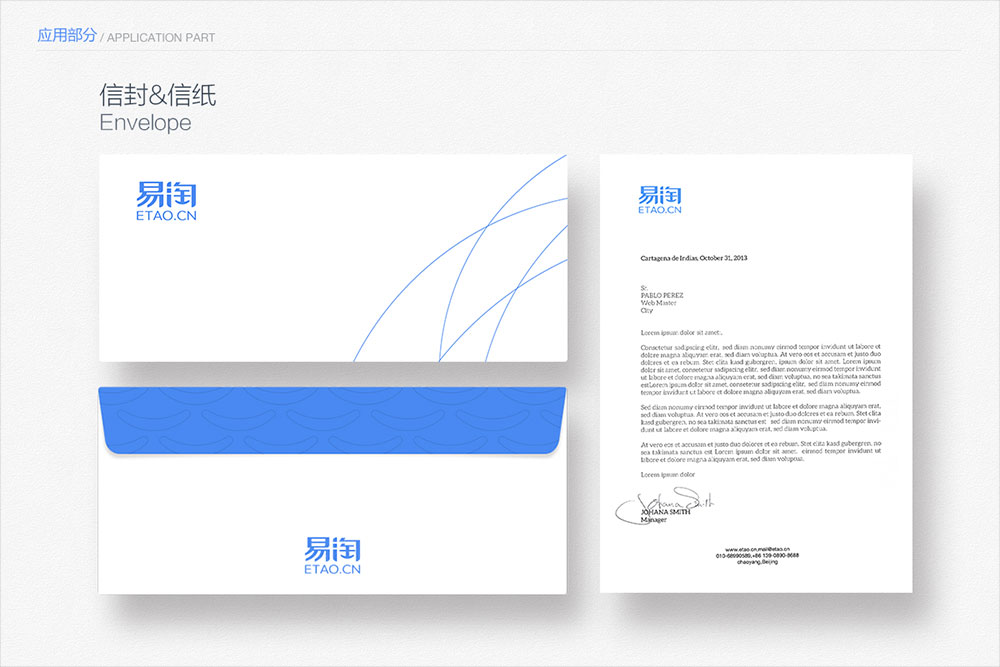 应用部分 / APPLICATION PART
信封&信纸
Envelope
易淘
ETAO.CN
易淘
ETAO.CN
易淘
ETAO.CN
Cartagena de Indias, October 31, 2013
Sr.
PABLO PEREZ
Web Master
City
Lorem ipsum dolor sit amet,.
Consetetur sadipscing elitr, sed diam nonumy eirmod tempor invidunt ut labore et
dolore magna aliquyam erat, sed diam voluptua. At vero eos et accusam et justo duo
dolores et ea rebum. Stet clita kasd gubergren, ipsum dolor sit amet. Lorem ipsum
dolor sit amet, consetetur sadipscing elitr, sed diam nonumy eirmod tempor invidunt
ut labore et dolore magna aliquyam erat, sed diam voluptua, no sea takimata sanctus
estLorem ipsum dolor sit amet, consetetur sadipscing elitr, sed diam nonumy eirmod
tempor invidunt ut labore et dolore magna aliquyam erat, sed diam voluptua.
Sed diam nonumy eirmod tempor invidunt ut labore et dolore magna aliquyam erat,
sed diam voluptua. At vero eos et accusam et justo duo dolores et ea rebum. Stet clita
kasd gubergren, no sea takimata sanctus est sed diam nonumy eirmod tempor invi-
dunt ut labore et dolore magna aliquyam erat, sed diam voluptua.
At vero eos et accusam et justo duo dolores et ea rebum. Stet clita kasd gubergren, no
sea takimata sanctus est Lorem ipsum dolor sit amet. eirmod tempor invidunt ut
labore et dolore magna aliquyam erat, sed diam voluptua.
Lorem ipsum dolor
Johana Smith
JOHANA SMITH
Manager
www.etao.cn,mail@etao.cn
010-68990589,+86 139-0890-8688
chaoyang,Beijing